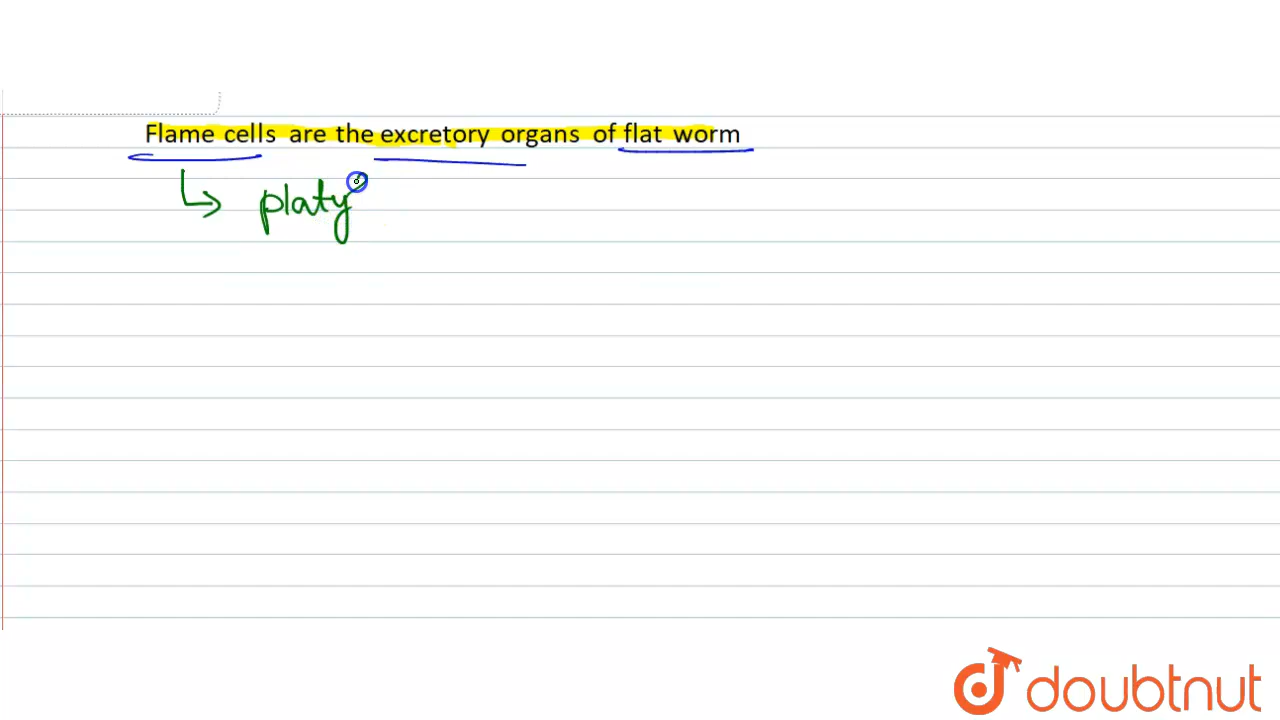 Flame cells are the excretory organs of flat worm
platy
doubtnut